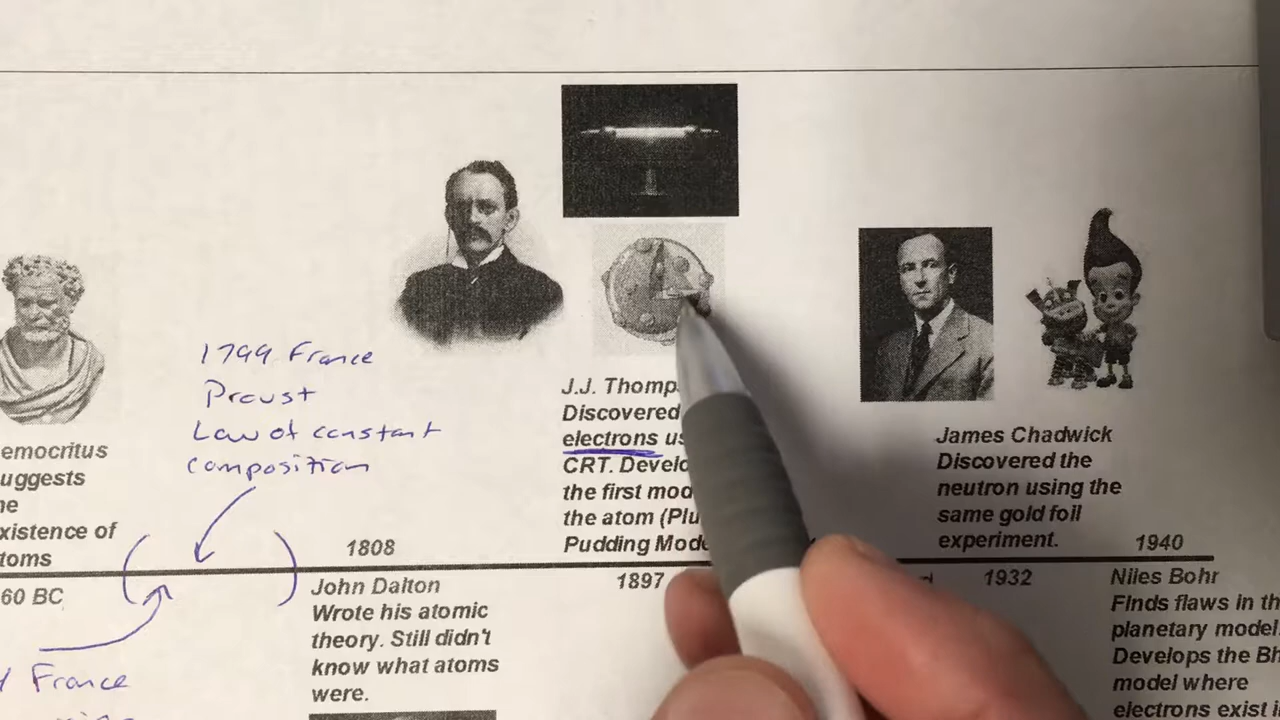 1799 France
Proust
Law of constant
composition
emocritus
uggests
he
xistence of
toms
60 BC
France
1808
John Dalton
Wrote his atomic
theory. Still didn't
know what atoms
were.
J.J. Thomp
Discovered
electrons us
CRT. Develo
the first mod
the atom (Plu
Pudding Mode
1897
James Chadwick
Discovered the
neutron using the
same gold foil
experiment.
1932
1940
Niles Bohr
Finds flaws in th
planetary model.
Develops the Bh
model where
electrons exist i